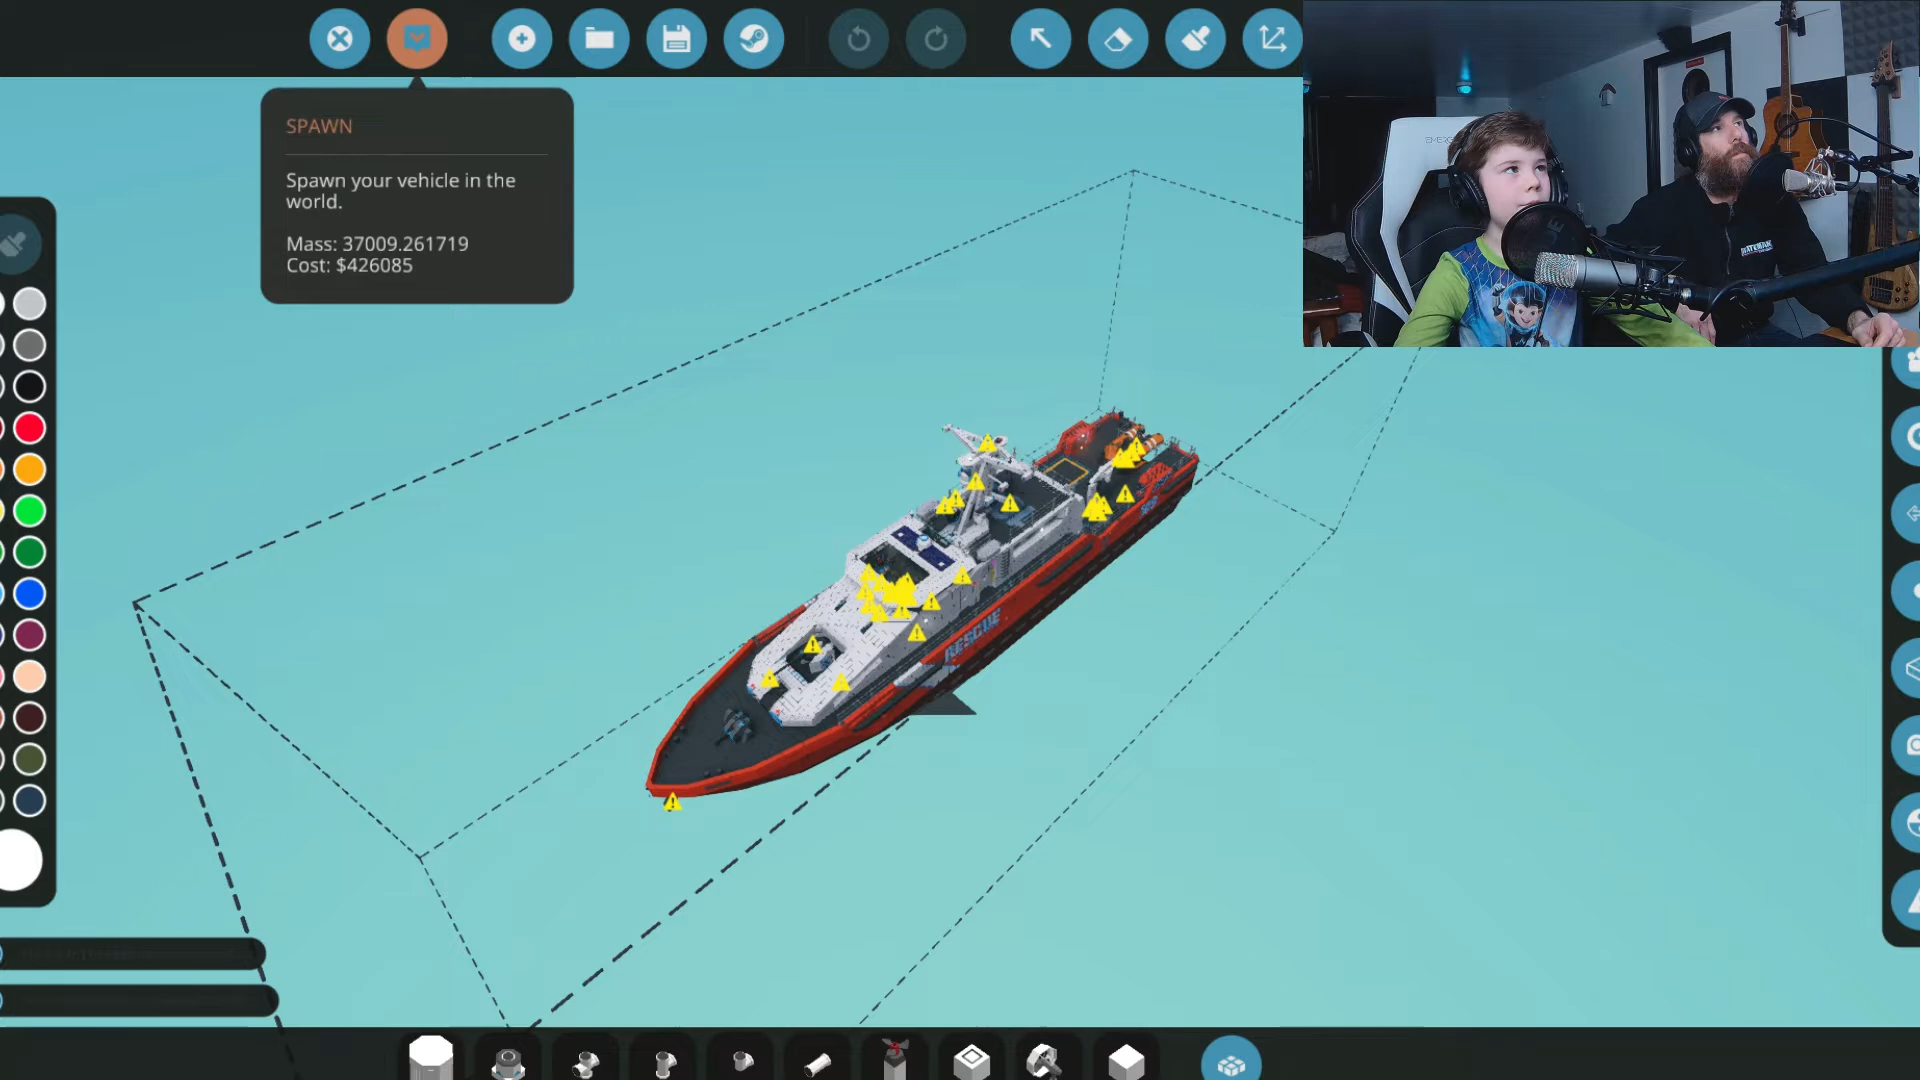 SPAWN
Spawn your vehicle in the
world.
Mass: 37009.261719
Cost: $426085
RESCUE